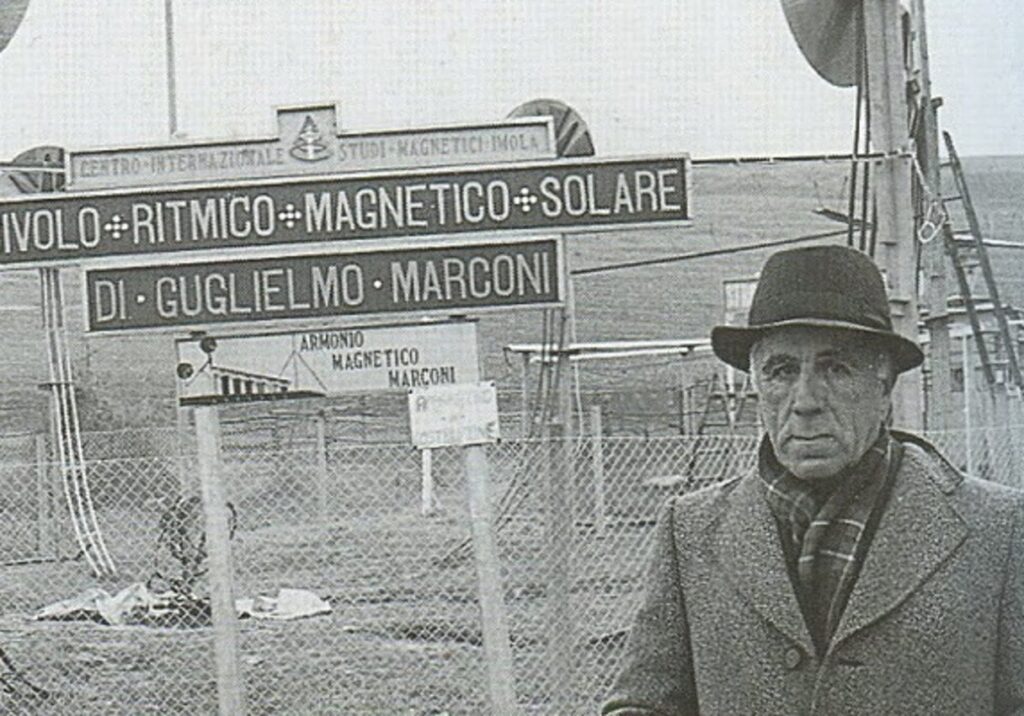 CENTRO·INTERNAZIONALE STUDI·MAGNETICI·IMOLA
IVOLO RITMICO MAGNETICO SOLARE
DI·GUGLIELMO·MARCONI
ARMONIO
MAGNETICO
MARCONI